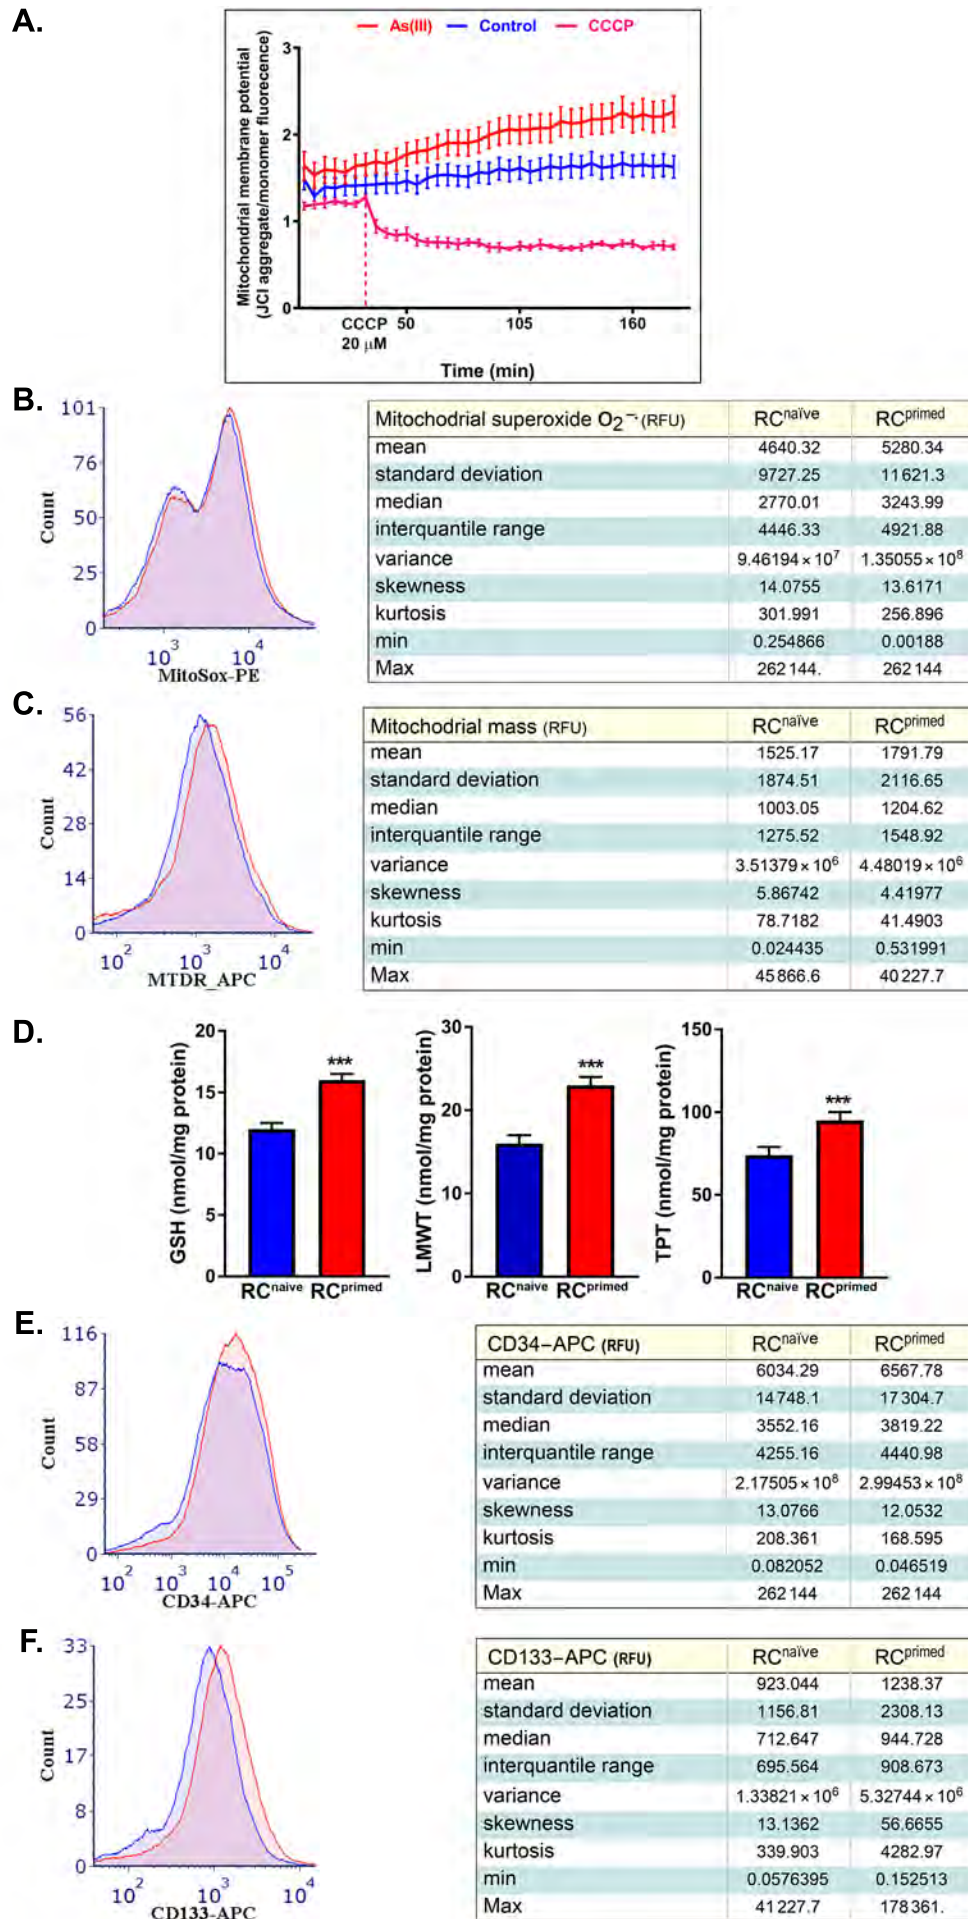 A.
As(III) Control CCCP
Mitochondrial membrane potential
(JCI aggregate/monomer fluorecence)
3
2
1
0
CCCP 50 105 160
20 μM
Time (min)
B.
101
76
50
25
0
Count
10³ 10⁴
MitoSox-PE
Mitochodrial superoxide O₂⁻· (RFU) RCnaïve RCprimed
mean 4640.32 5280.34
standard deviation 9727.25 11621.3
median 2770.01 3243.99
interquantile range 4446.33 4921.88
variance 9.46194 × 10⁷ 1.35055 × 10⁸
skewness 14.0755 13.6171
kurtosis 301.991 256.896
min 0.254866 0.00188
Max 262144. 262144
C.
56
42
28
14
0
Count
10² 10³ 10⁴
MTDR_APC
Mitochodrial mass (RFU) RCnaïve RCprimed
mean 1525.17 1791.79
standard deviation 1874.51 2116.65
median 1003.05 1204.62
interquantile range 1275.52 1548.92
variance 3.51379 × 10⁶ 4.48019 × 10⁶
skewness 5.86742 4.41977
kurtosis 78.7182 41.4903
min 0.024435 0.531991
Max 45866.6 40227.7
D.
GSH (nmol/mg protein)
20
15
10
5
0
***
RCnaive RCprimed
LMWT (nmol/mg protein)
30
20
10
0
***
RCnaive RCprimed
TPT (nmol/mg protein)
150
100
50
0
***
RCnaive RCprimed
E.
116
87
58
29
0
Count
10² 10³ 10⁴ 10⁵
CD34-APC
CD34–APC (RFU) RCnaïve RCprimed
mean 6034.29 6567.78
standard deviation 14748.1 17304.7
median 3552.16 3819.22
interquantile range 4255.16 4440.98
variance 2.17505 × 10⁸ 2.99453 × 10⁸
skewness 13.0766 12.0532
kurtosis 208.361 168.595
min 0.082052 0.046519
Max 262144 262144
F.
33
25
17
8
0
Count
10² 10³ 10⁴
CD133-APC
CD133–APC (RFU) RCnaïve RCprimed
mean 923.044 1238.37
standard deviation 1156.81 2308.13
median 712.647 944.728
interquantile range 695.564 908.673
variance 1.33821 × 10⁶ 5.32744 × 10⁶
skewness 13.1362 56.6655
kurtosis 339.903 4282.97
min 0.0576395 0.152513
Max 41227.7 178361.